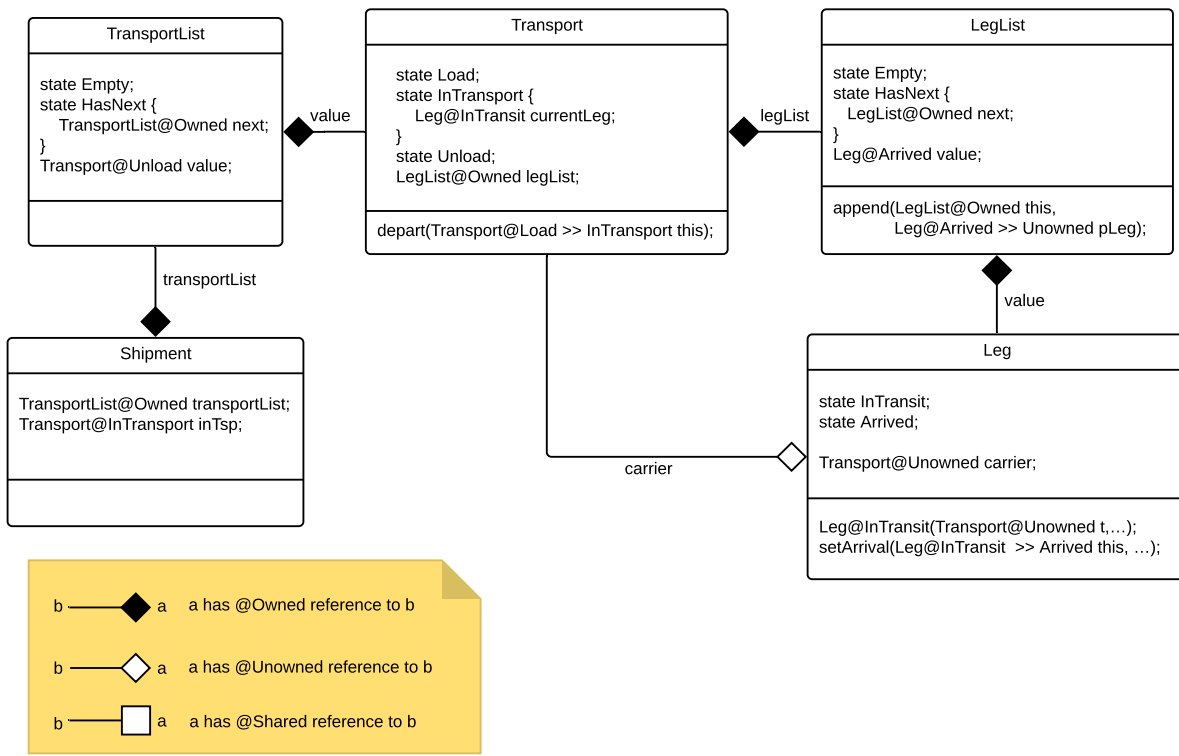 TransportList
state Empty;
state HasNext {
TransportList@Owned next;
}
Transport@Unload value;
value
Transport
state Load;
state InTransport {
Leg@InTransit currentLeg;
}
state Unload;
LegList@Owned legList;
depart(Transport@Load >> InTransport this);
legList
LegList
state Empty;
state HasNext {
LegList@Owned next;
}
Leg@Arrived value;
append(LegList@Owned this,
Leg@Arrived >> Unowned pLeg);
transportList
value
Shipment
TransportList@Owned transportList;
Transport@InTransport inTsp;
carrier
Leg
state InTransit;
state Arrived;
Transport@Unowned carrier;
Leg@InTransit(Transport@Unowned t,…);
setArrival(Leg@InTransit  >> Arrived this, …);
b a a has @Owned reference to b
b a a has @Unowned reference to b
b a a has @Shared reference to b